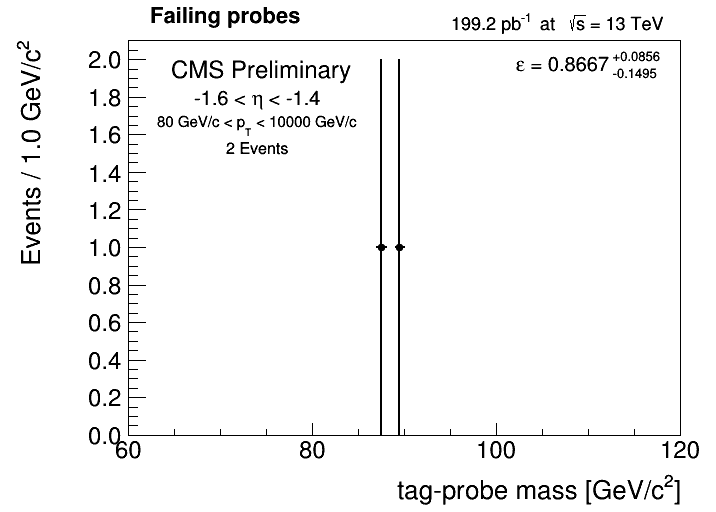 Failing probes
199.2 pb⁻¹ at √s = 13 TeV
CMS Preliminary
-1.6 < η < -1.4
80 GeV/c < p_T < 10000 GeV/c
2 Events
ε = 0.8667 +0.0856 -0.1495
Events / 1.0 GeV/c²
2.0
1.8
1.6
1.4
1.2
1.0
0.8
0.6
0.4
0.2
0.0
60 80 100 120
tag-probe mass [GeV/c²]